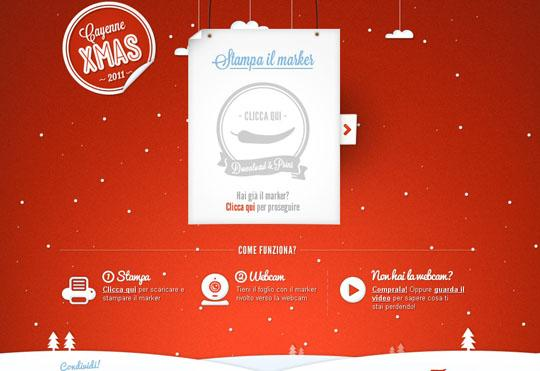 Cayenne
XMAS
~ 2011 ~
Stampa il marker
- CLICCA QUI -
Download & Print
Hai già il marker?
Clicca qui per proseguire
COME FUNZIONA?
1 Stampa
Clicca qui per scaricare e
stampare il marker
2 Webcam
Tieni il foglio con il marker
rivolto verso la webcam
Non hai la webcam?
Comprala! Oppure guarda il
video per sapere cosa ti
stai perdendo!
Condividi!